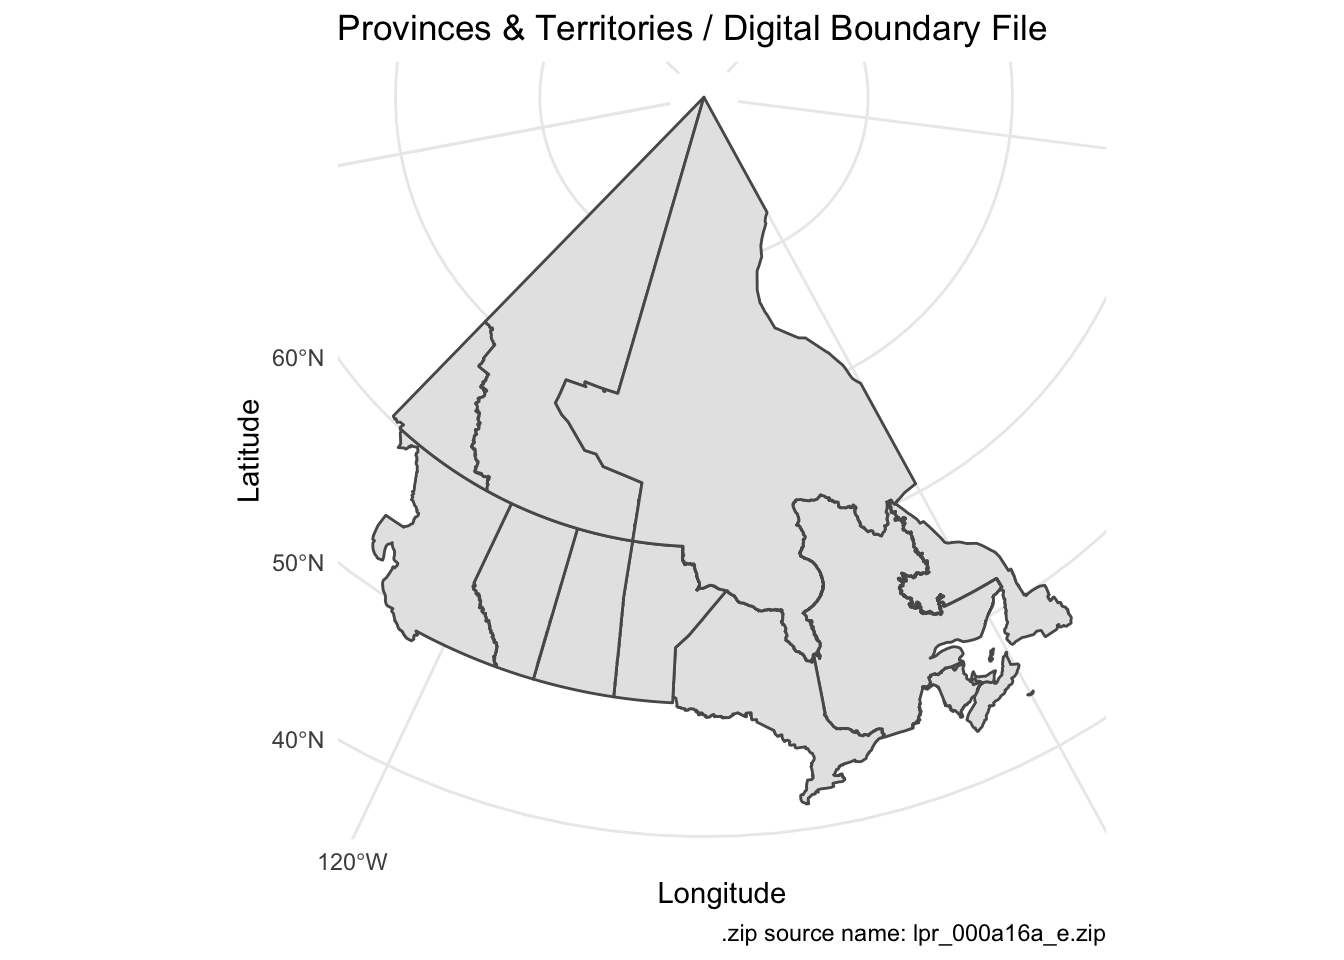 Provinces & Territories / Digital Boundary File
60°N
50°N
40°N
Latitude
120°W
Longitude
.zip source name: lpr_000a16a_e.zip